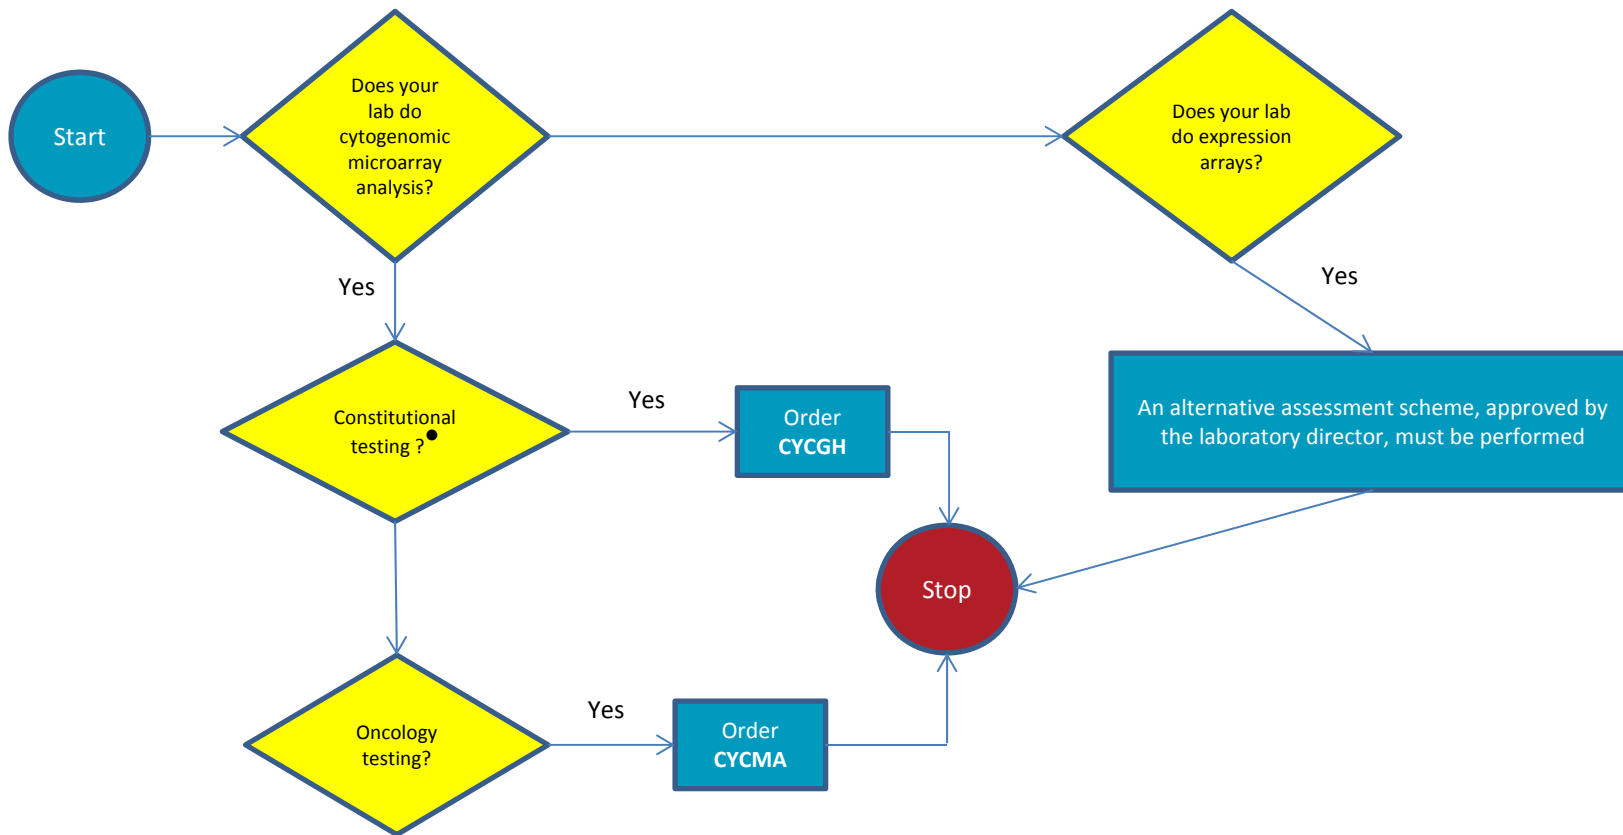 Start
Does your
lab do
cytogenomic
microarray
analysis?
Does your lab
do expression
arrays?
Yes
Yes
Constitutional
testing ?●
Yes
Order
CYCGH
An alternative assessment scheme, approved by
the laboratory director, must be performed
Stop
Oncology
testing?
Yes
Order
CYCMA